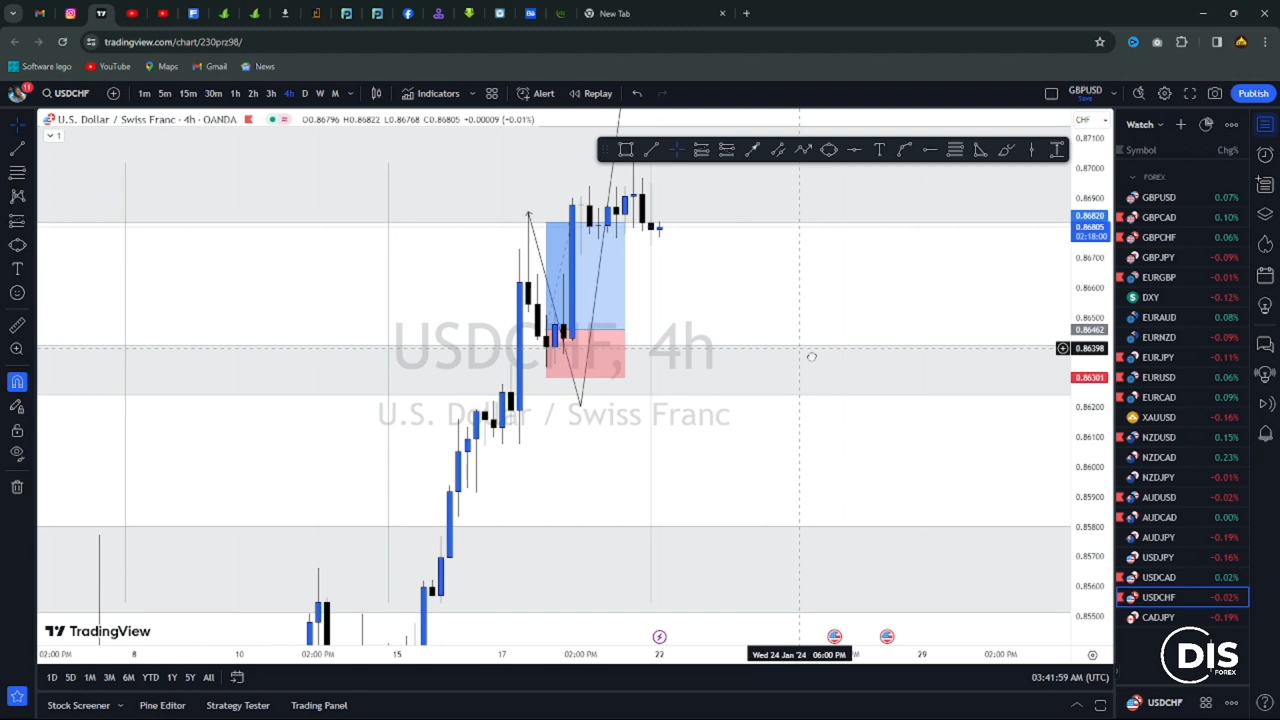 New Tab
tradingview.com/chart/230prz98/
Software lego YouTube Maps Gmail News
11
USDCHF 1m 5m 15m 30m 1h 2h 3h 4h D W M Indicators Alert Replay GBPUSD Save Publish
U.S. Dollar / Swiss Franc · 4h · OANDA O0.86796 H0.86822 L0.86768 C0.86805 +0.00009 (+0.01%)
1
CHF
0.87100
0.87000
0.86900
0.86820
0.86805
02:18:00
0.86700
0.86600
0.86500
0.86462
0.86398
0.86301
0.86200
0.86100
0.86000
0.85900
0.85800
0.85700
0.85600
0.85500
USDCHF, 4h
U.S. Dollar / Swiss Franc
TradingView
02:00 PM 8 10 02:00 PM 15 17 02:00 PM 22 Wed 24 Jan '24 06:00 PM 29 02:00 PM
1D 5D 1M 3M 6M YTD 1Y 5Y All
03:41:59 AM (UTC)
Stock Screener Pine Editor Strategy Tester Trading Panel
Watch
Symbol Chg%
FOREX
GBPUSD 0.07%
GBPCAD 0.10%
GBPCHF 0.06%
GBPJPY −0.09%
EURGBP −0.01%
DXY −0.12%
EURAUD 0.08%
EURNZD −0.09%
EURJPY −0.11%
EURUSD 0.06%
EURCAD 0.09%
XAUUSD −0.16%
NZDUSD 0.15%
NZDCAD 0.23%
NZDJPY −0.01%
AUDUSD −0.02%
AUDCAD 0.00%
AUDJPY −0.19%
USDJPY −0.16%
USDCAD 0.02%
USDCHF −0.02%
CADJPY −0.19%
DIS
FOREX
USDCHF